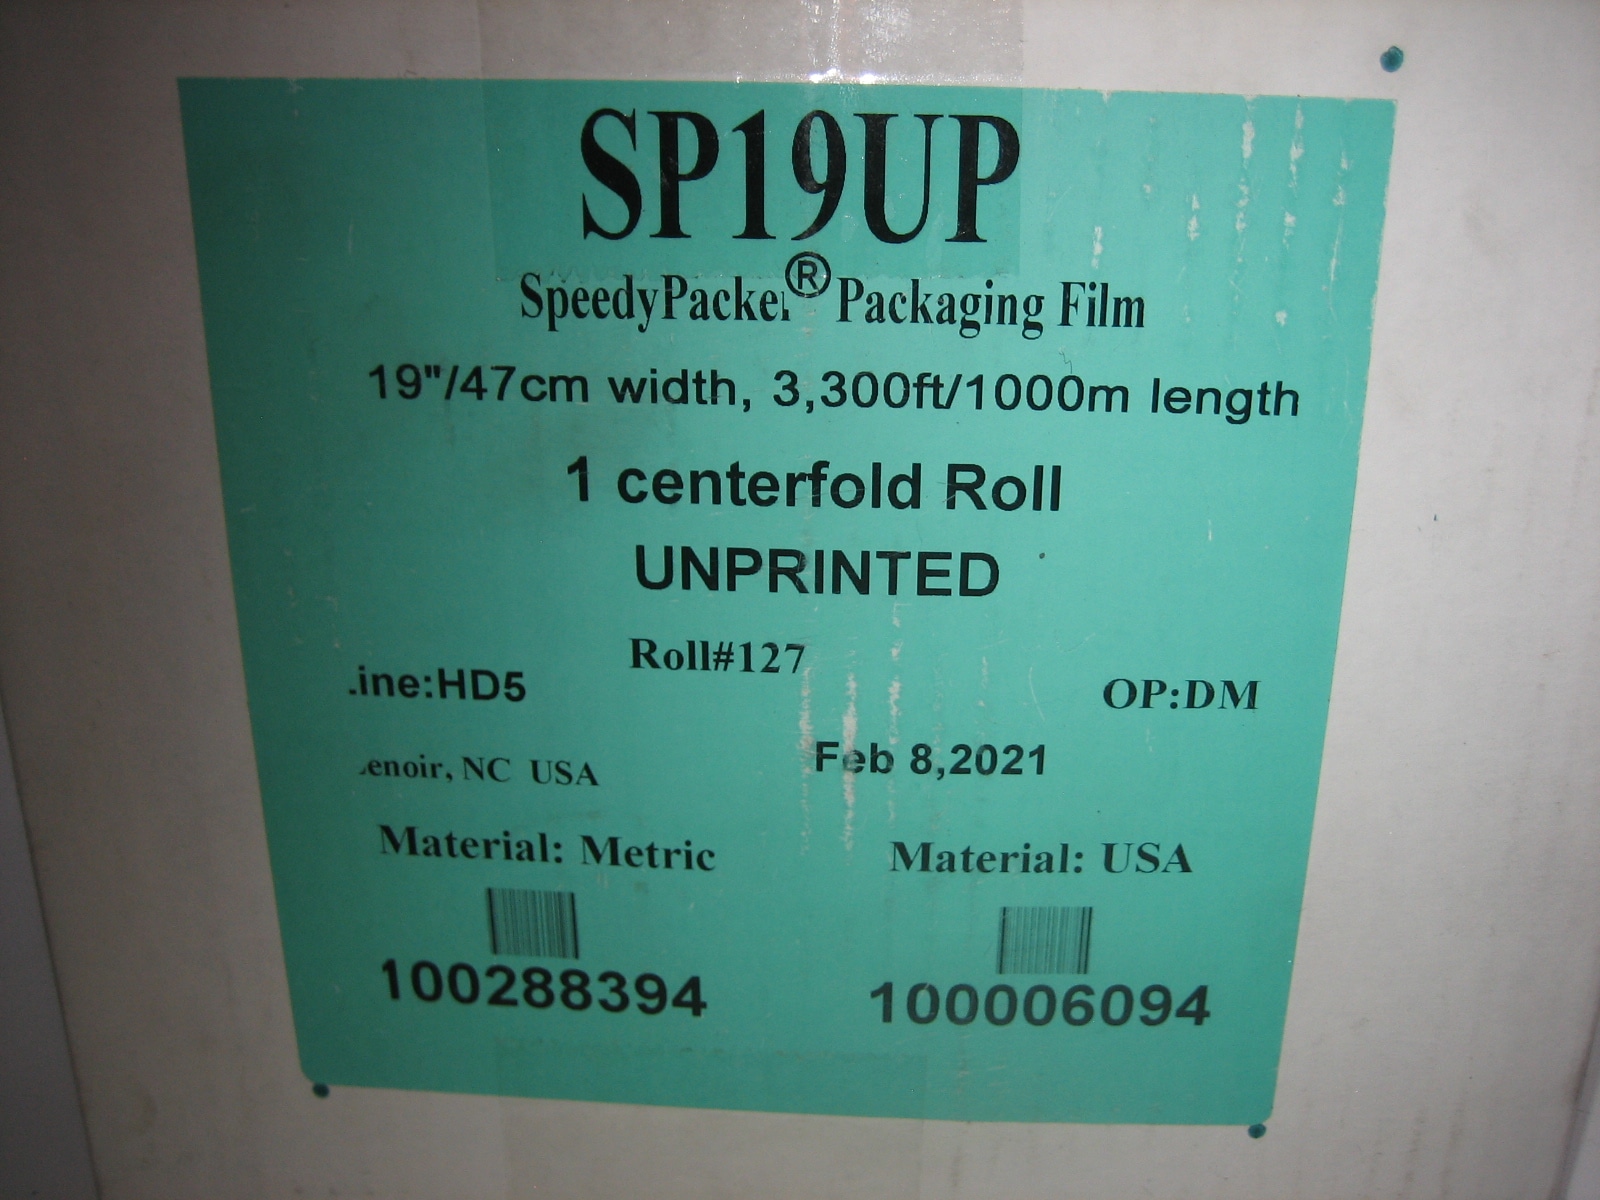 SP19UP
SpeedyPacker® Packaging Film
19"/47cm width, 3,300ft/1000m length
1 centerfold Roll
UNPRINTED
Roll#127
.ine:HD5
OP:DM
.enoir, NC USA
Feb 8,2021
Material: Metric
Material: USA
100288394
100006094